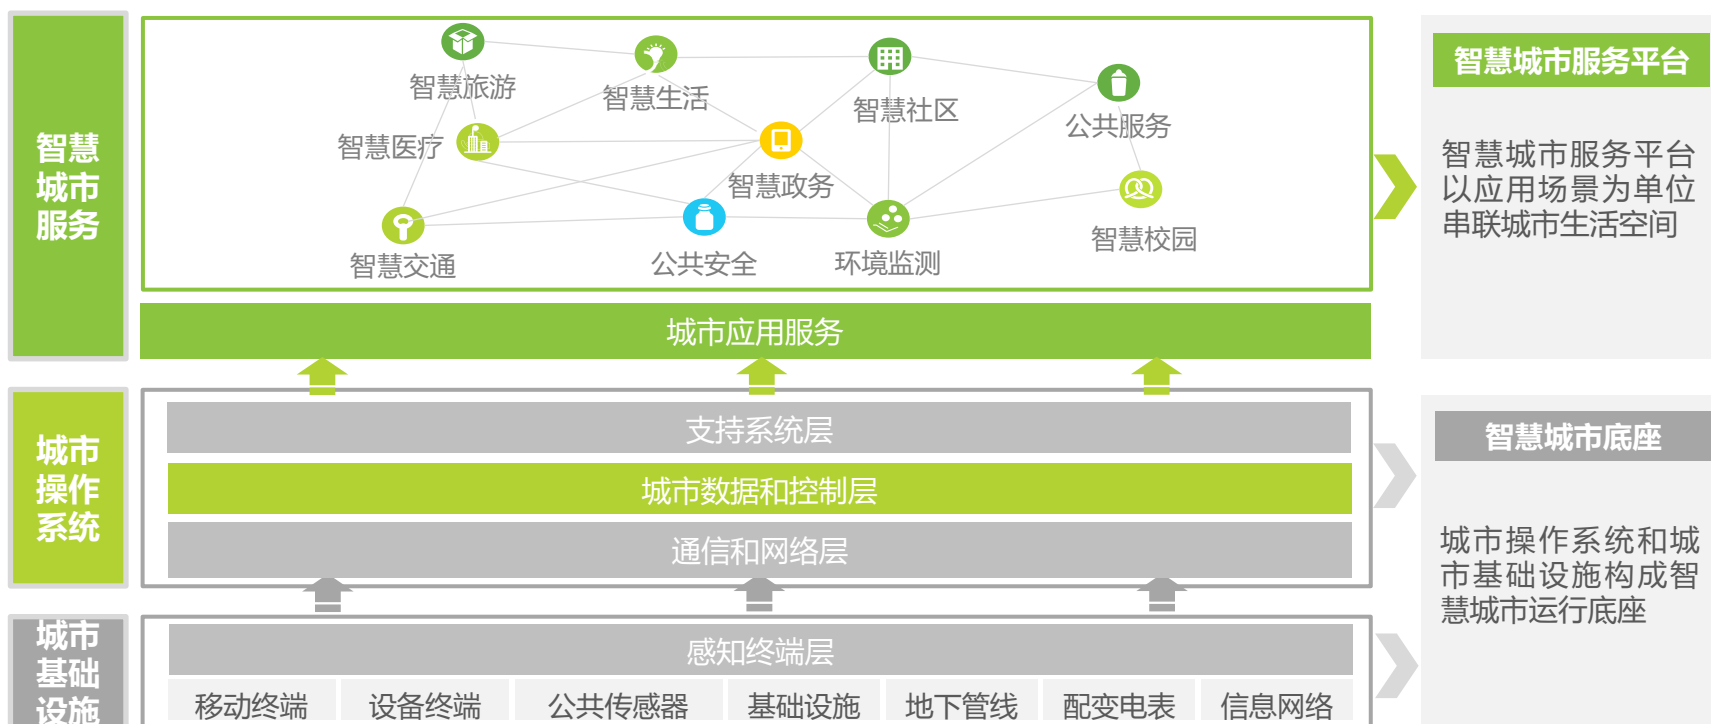 智慧
城市
服务
智慧旅游
智慧生活
智慧社区
公共服务
智慧医疗
智慧政务
智慧交通
公共安全
环境监测
智慧校园
城市应用服务
智慧城市服务平台
智慧城市服务平台
以应用场景为单位
串联城市生活空间
城市
操作
系统
支持系统层
城市数据和控制层
通信和网络层
智慧城市底座
城市操作系统和城
市基础设施构成智
慧城市运行底座
城市
基础
设施
感知终端层
移动终端
设备终端
公共传感器
基础设施
地下管线
配变电表
信息网络